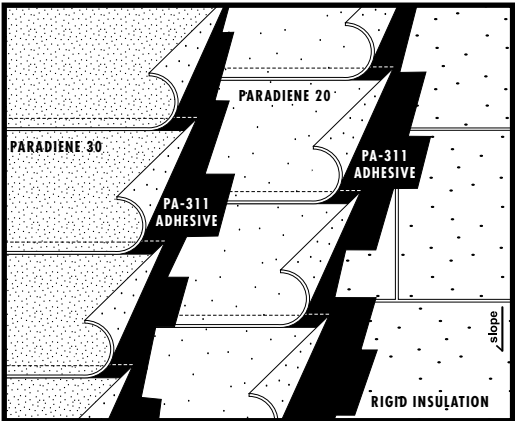 PARADIENE 20
PARADIENE 30
PA-311
ADHESIVE
PA-311
ADHESIVE
slope
RIGID INSULATION